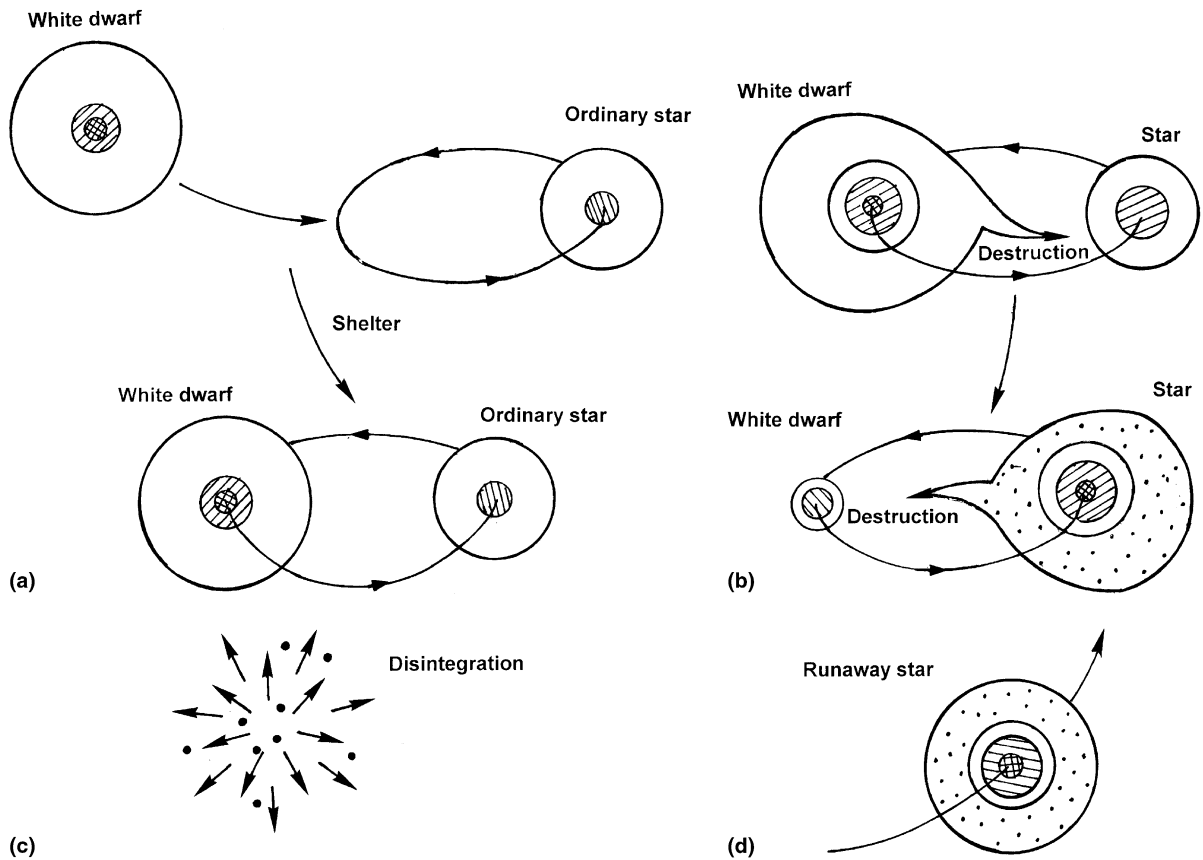 White dwarf
Ordinary star
Shelter
White dwarf
Ordinary star
(a)
White dwarf
Star
Destruction
White dwarf
Star
Destruction
(b)
Disintegration
(c)
Runaway star
(d)